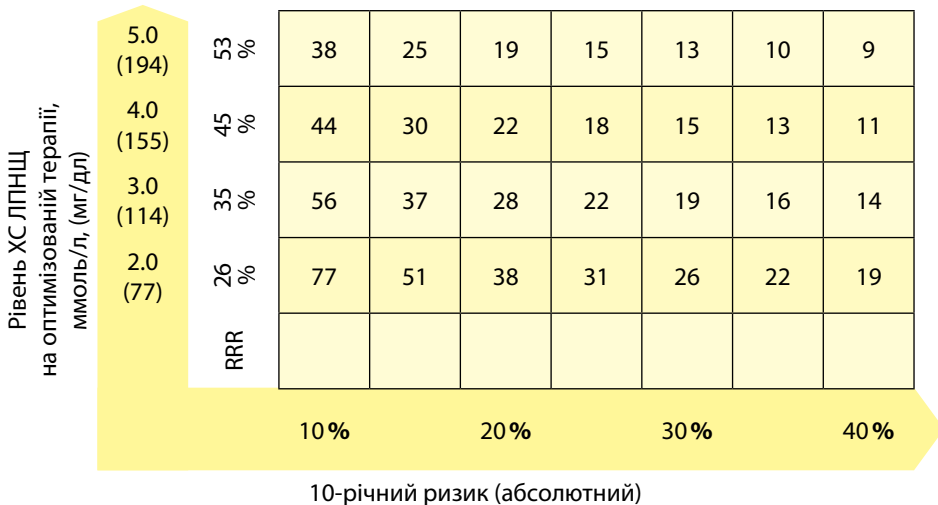 Рівень ХС ЛПНЩ
на оптимізованій терапії,
ммоль/л, (мг/дл)
5.0
(194)
53
%
38 25 19 15 13 10 9
4.0
(155)
45
%
44 30 22 18 15 13 11
3.0
(114)
35
%
56 37 28 22 19 16 14
2.0
(77)
26
%
77 51 38 31 26 22 19
RRR
10% 20% 30% 40%
10-річний ризик (абсолютний)